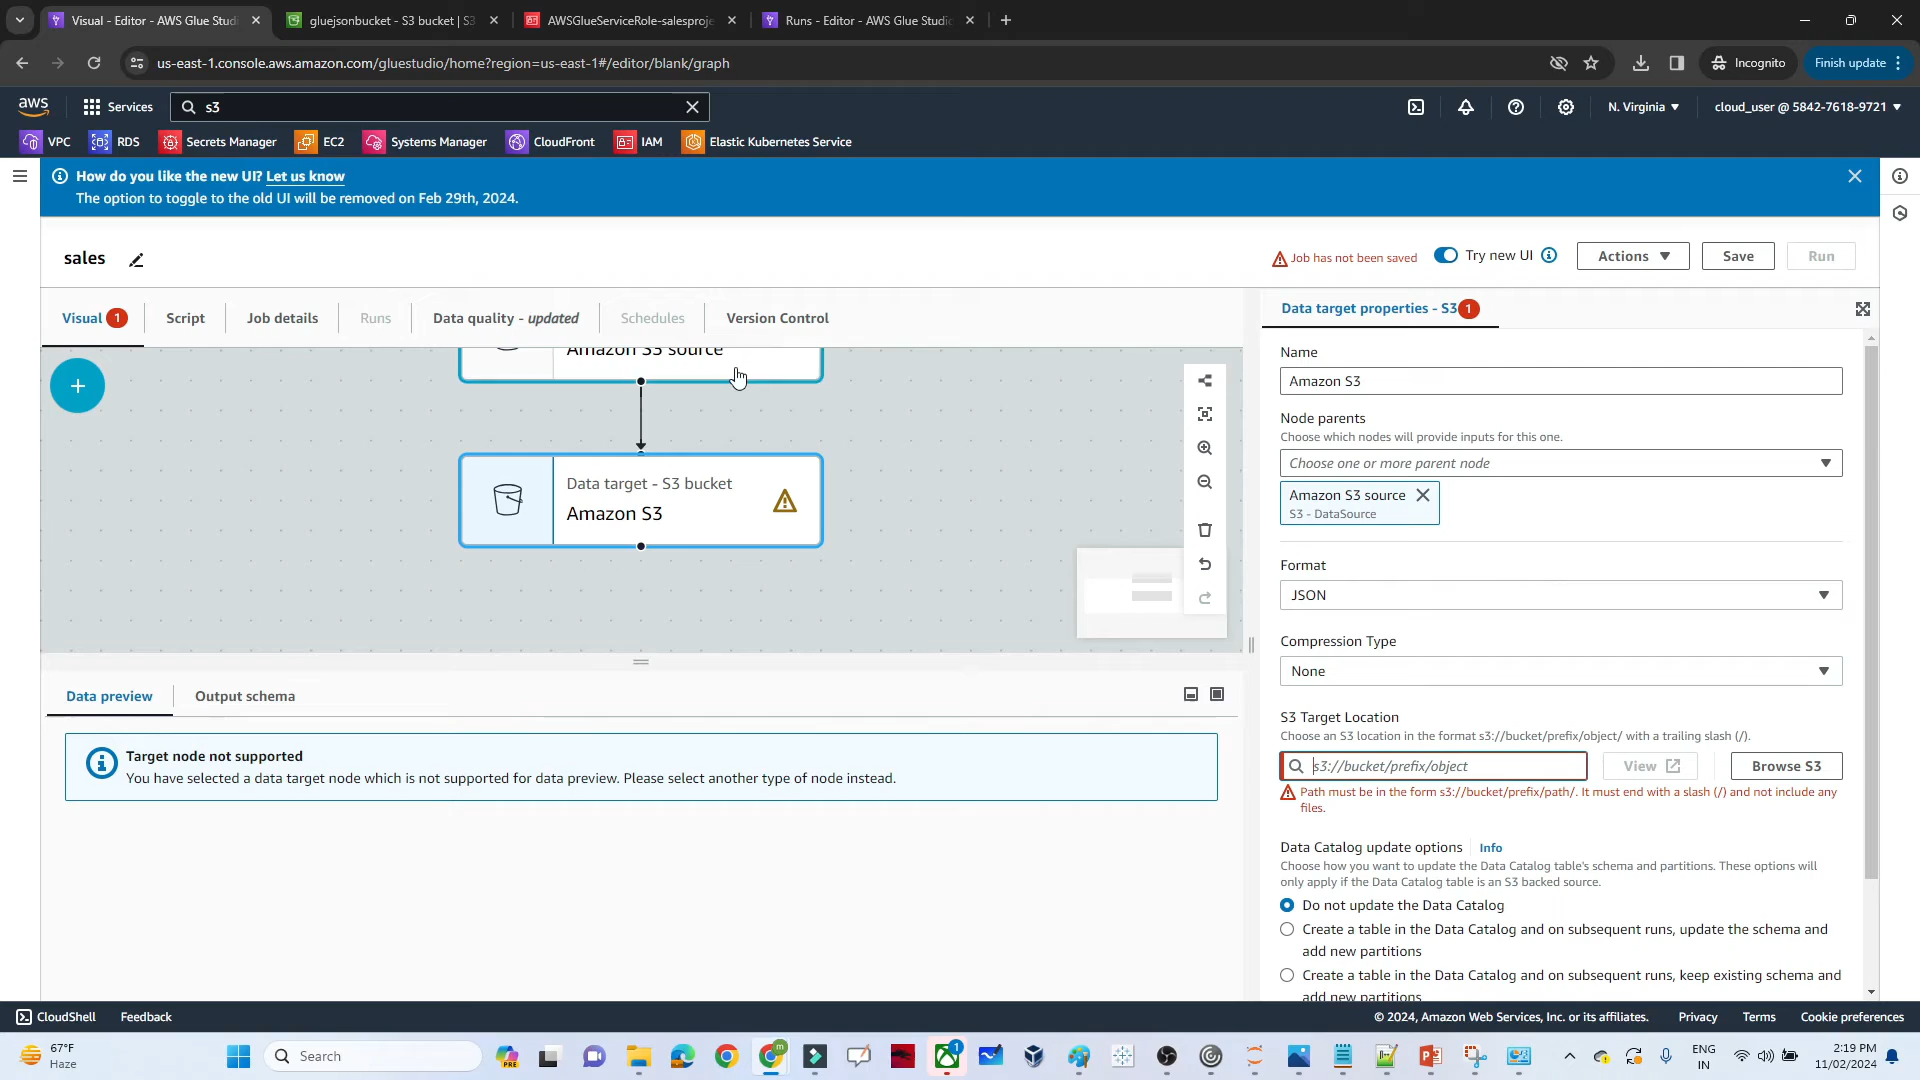 Visual - Editor - AWS Glue Studi
gluejsonbucket - S3 bucket | S3
AWSGlueServiceRole-salesproje
Runs - Editor - AWS Glue Studio
us-east-1.console.aws.amazon.com/gluestudio/home?region=us-east-1#/editor/blank/graph
Incognito
Finish update
aws
Services
s3
N. Virginia
cloud_user @ 5842-7618-9721
VPC
RDS
Secrets Manager
EC2
Systems Manager
CloudFront
IAM
Elastic Kubernetes Service
How do you like the new UI? Let us know
The option to toggle to the old UI will be removed on Feb 29th, 2024.
sales
Job has not been saved
Try new UI
Actions
Save
Run
Visual 1
Script
Job details
Runs
Data quality - updated
Schedules
Version Control
Data target properties - S3 1
Amazon S3 source
Data target - S3 bucket
Amazon S3
Name
Amazon S3
Node parents
Choose which nodes will provide inputs for this one.
Choose one or more parent node
Amazon S3 source
S3 - DataSource
Format
JSON
Compression Type
None
S3 Target Location
Choose an S3 location in the format s3://bucket/prefix/object/ with a trailing slash (/).
s3://bucket/prefix/object
View
Browse S3
Path must be in the form s3://bucket/prefix/path/. It must end with a slash (/) and not include any
files.
Data Catalog update options
Info
Choose how you want to update the Data Catalog table's schema and partitions. These options will
only apply if the Data Catalog table is an S3 backed source.
Do not update the Data Catalog
Create a table in the Data Catalog and on subsequent runs, update the schema and
add new partitions
Create a table in the Data Catalog and on subsequent runs, keep existing schema and
add new partitions
Data preview
Output schema
Target node not supported
You have selected a data target node which is not supported for data preview. Please select another type of node instead.
CloudShell
Feedback
© 2024, Amazon Web Services, Inc. or its affiliates.
Privacy
Terms
Cookie preferences
67°F
Haze
Search
PRE
1
ENG
IN
2:19 PM
11/02/2024